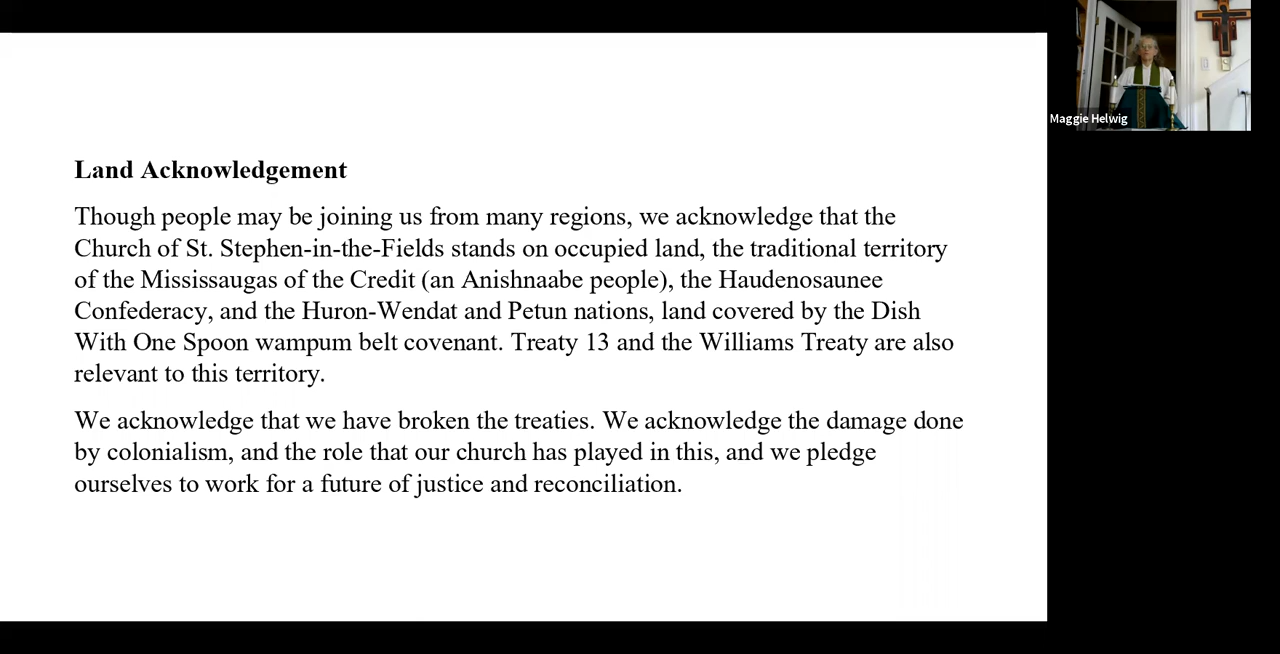 Land Acknowledgement
Though people may be joining us from many regions, we acknowledge that the
Church of St. Stephen-in-the-Fields stands on occupied land, the traditional territory
of the Mississaugas of the Credit (an Anishnaabe people), the Haudenosaunee
Confederacy, and the Huron-Wendat and Petun nations, land covered by the Dish
With One Spoon wampum belt covenant. Treaty 13 and the Williams Treaty are also
relevant to this territory.
We acknowledge that we have broken the treaties. We acknowledge the damage done
by colonialism, and the role that our church has played in this, and we pledge
ourselves to work for a future of justice and reconciliation.
Maggie Helwig